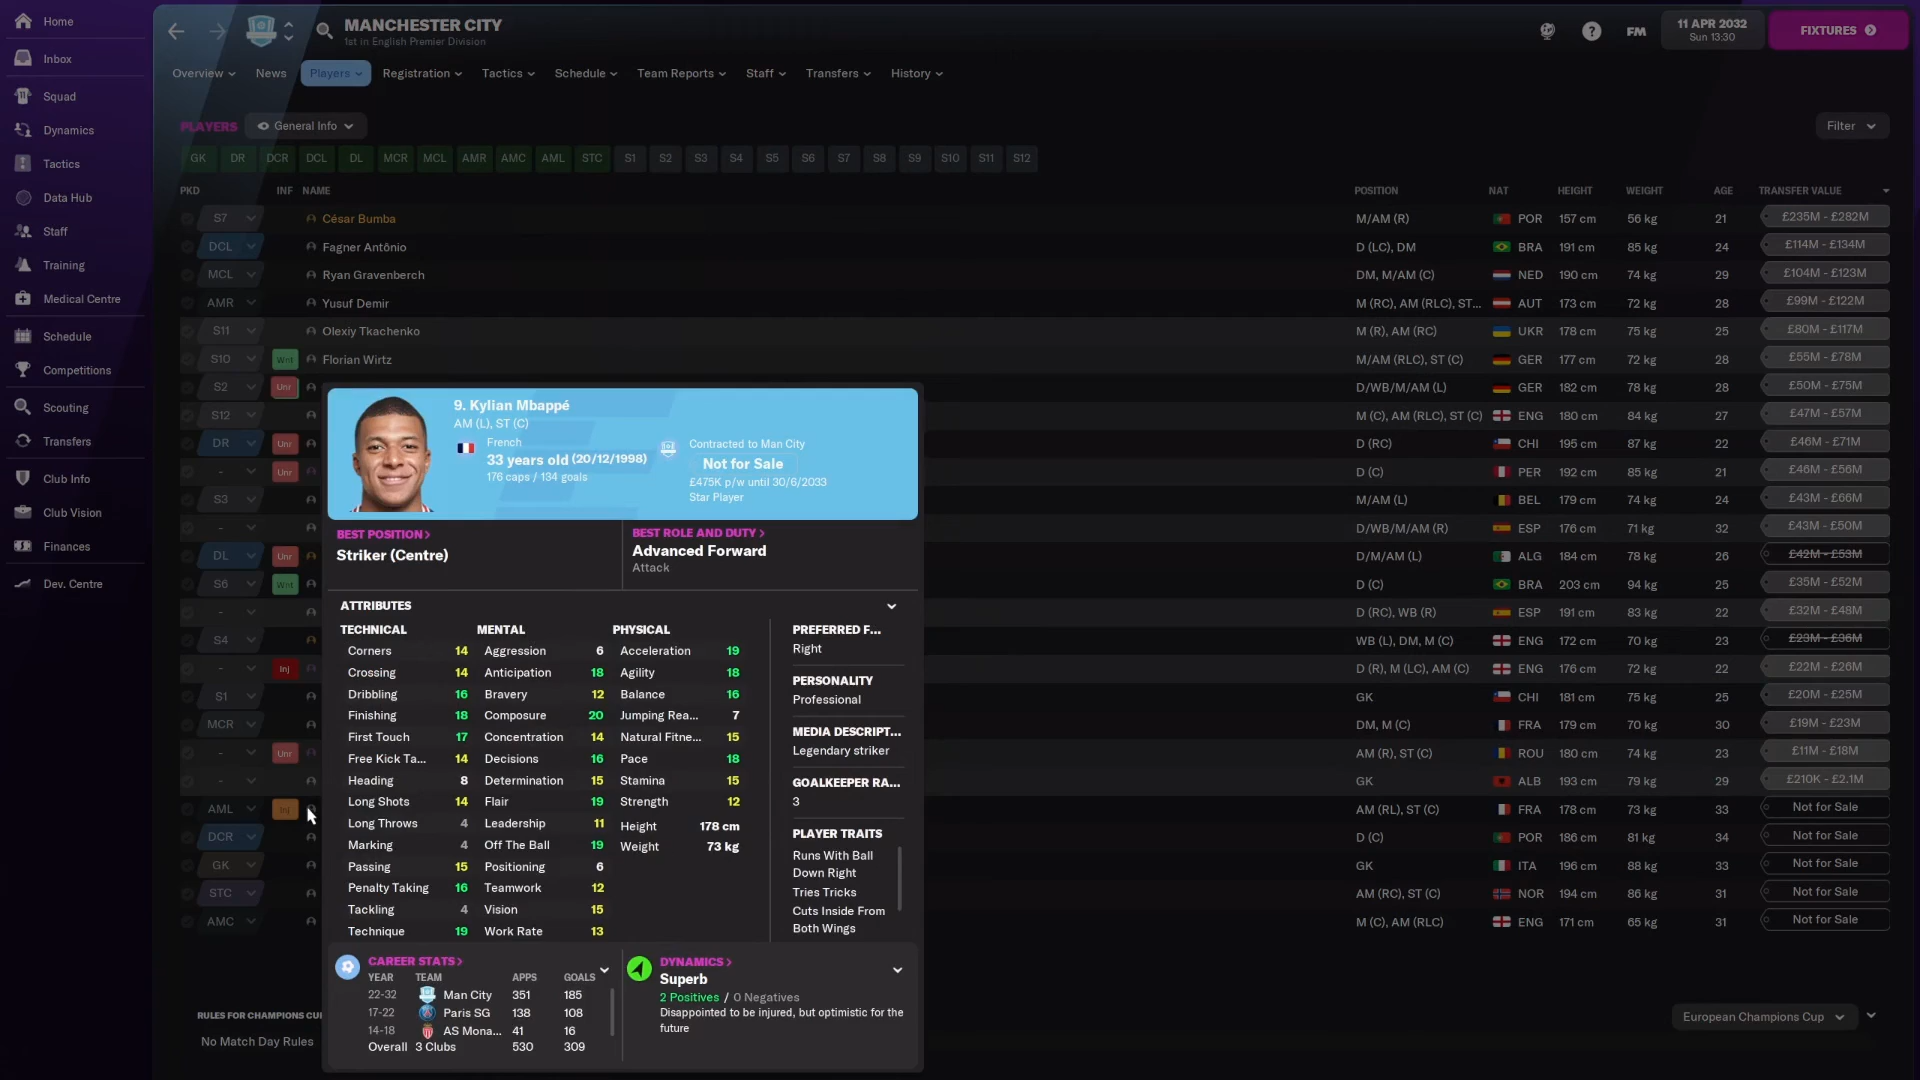 Home
MANCHESTER CITY
1st in English Premier Division
FM
11 APR 2032
Sun 13:30
FIXTURES
Inbox
Squad
Dynamics
Tactics
Data Hub
Staff
Training
Medical Centre
Schedule
Competitions
Scouting
Transfers
Club Info
Club Vision
Finances
Dev. Centre
Overview News Players Registration Tactics Schedule Team Reports Staff Transfers History
PLAYERS General Info Filter
GK DR DCR DCL DL MCR MCL AMR AMC AML STC S1 S2 S3 S4 S5 S6 S7 S8 S9 S10 S11 S12
PKD INF NAME POSITION NAT HEIGHT WEIGHT AGE TRANSFER VALUE
S7 César Bumba M/AM (R) POR 157 cm 56 kg 21 £235M - £282M
DCL Fagner Antônio D (LC), DM BRA 191 cm 85 kg 24 £114M - £134M
MCL Ryan Gravenberch DM, M/AM (C) NED 190 cm 74 kg 29 £104M - £123M
AMR Yusuf Demir M (RC), AM (RLC), ST... AUT 173 cm 72 kg 28 £99M - £122M
S11 Olexiy Tkachenko M (R), AM (RC) UKR 178 cm 75 kg 25 £80M - £117M
S10 Wnt Florian Wirtz M/AM (RLC), ST (C) GER 177 cm 72 kg 28 £55M - £78M
S2 Unr D/WB/M/AM (L) GER 182 cm 78 kg 28 £50M - £75M
S12 M (C), AM (RLC), ST (C) ENG 180 cm 84 kg 27 £47M - £57M
DR Unr D (RC) CHI 195 cm 87 kg 22 £46M - £71M
- Unr D (C) PER 192 cm 85 kg 21 £46M - £56M
S3 M/AM (L) BEL 179 cm 74 kg 24 £43M - £66M
- D/WB/M/AM (R) ESP 176 cm 71 kg 32 £43M - £50M
DL Unr D/M/AM (L) ALG 184 cm 78 kg 26 £42M - £53M
S6 Wnt D (C) BRA 203 cm 94 kg 25 £35M - £52M
- D (RC), WB (R) ESP 191 cm 83 kg 22 £32M - £48M
S4 WB (L), DM, M (C) ENG 172 cm 70 kg 23 £23M - £36M
- Inj D (R), M (LC), AM (C) ENG 176 cm 72 kg 22 £22M - £26M
S1 GK CHI 181 cm 75 kg 25 £20M - £25M
MCR DM, M (C) FRA 179 cm 70 kg 30 £19M - £23M
- Unr AM (R), ST (C) ROU 180 cm 74 kg 23 £11M - £18M
- GK ALB 193 cm 79 kg 29 £210K - £2.1M
AML Inj AM (RL), ST (C) FRA 178 cm 73 kg 33 Not for Sale
DCR D (C) POR 186 cm 81 kg 34 Not for Sale
GK GK ITA 196 cm 88 kg 33 Not for Sale
STC AM (RC), ST (C) NOR 194 cm 86 kg 31 Not for Sale
AMC M (C), AM (RLC) ENG 171 cm 65 kg 31 Not for Sale
9. Kylian Mbappé
AM (L), ST (C)
French
33 years old (20/12/1998)
176 caps / 134 goals
Contracted to Man City
Not for Sale
£475K p/w until 30/6/2033
Star Player
BEST POSITION>
Striker (Centre)
BEST ROLE AND DUTY>
Advanced Forward
Attack
ATTRIBUTES
TECHNICAL MENTAL PHYSICAL
Corners 14 Aggression 6 Acceleration 19
Crossing 14 Anticipation 18 Agility 18
Dribbling 16 Bravery 12 Balance 16
Finishing 18 Composure 20 Jumping Rea... 7
First Touch 17 Concentration 14 Natural Fitne... 15
Free Kick Ta... 14 Decisions 16 Pace 18
Heading 8 Determination 15 Stamina 15
Long Shots 14 Flair 19 Strength 12
Long Throws 4 Leadership 11 Height 178 cm
Marking 4 Off The Ball 19 Weight 73 kg
Passing 15 Positioning 6
Penalty Taking 16 Teamwork 12
Tackling 4 Vision 15
Technique 19 Work Rate 13
PREFERRED F...
Right
PERSONALITY
Professional
MEDIA DESCRIPT...
Legendary striker
GOALKEEPER RA...
3
PLAYER TRAITS
Runs With Ball
Down Right
Tries Tricks
Cuts Inside From
Both Wings
CAREER STATS>
YEAR TEAM APPS GOALS
22-32 Man City 351 185
17-22 Paris SG 138 108
14-18 AS Mona... 41 16
Overall 3 Clubs 530 309
DYNAMICS>
Superb
2 Positives / 0 Negatives
Disappointed to be injured, but optimistic for the
future
RULES FOR CHAMPIONS CUP
No Match Day Rules
European Champions Cup